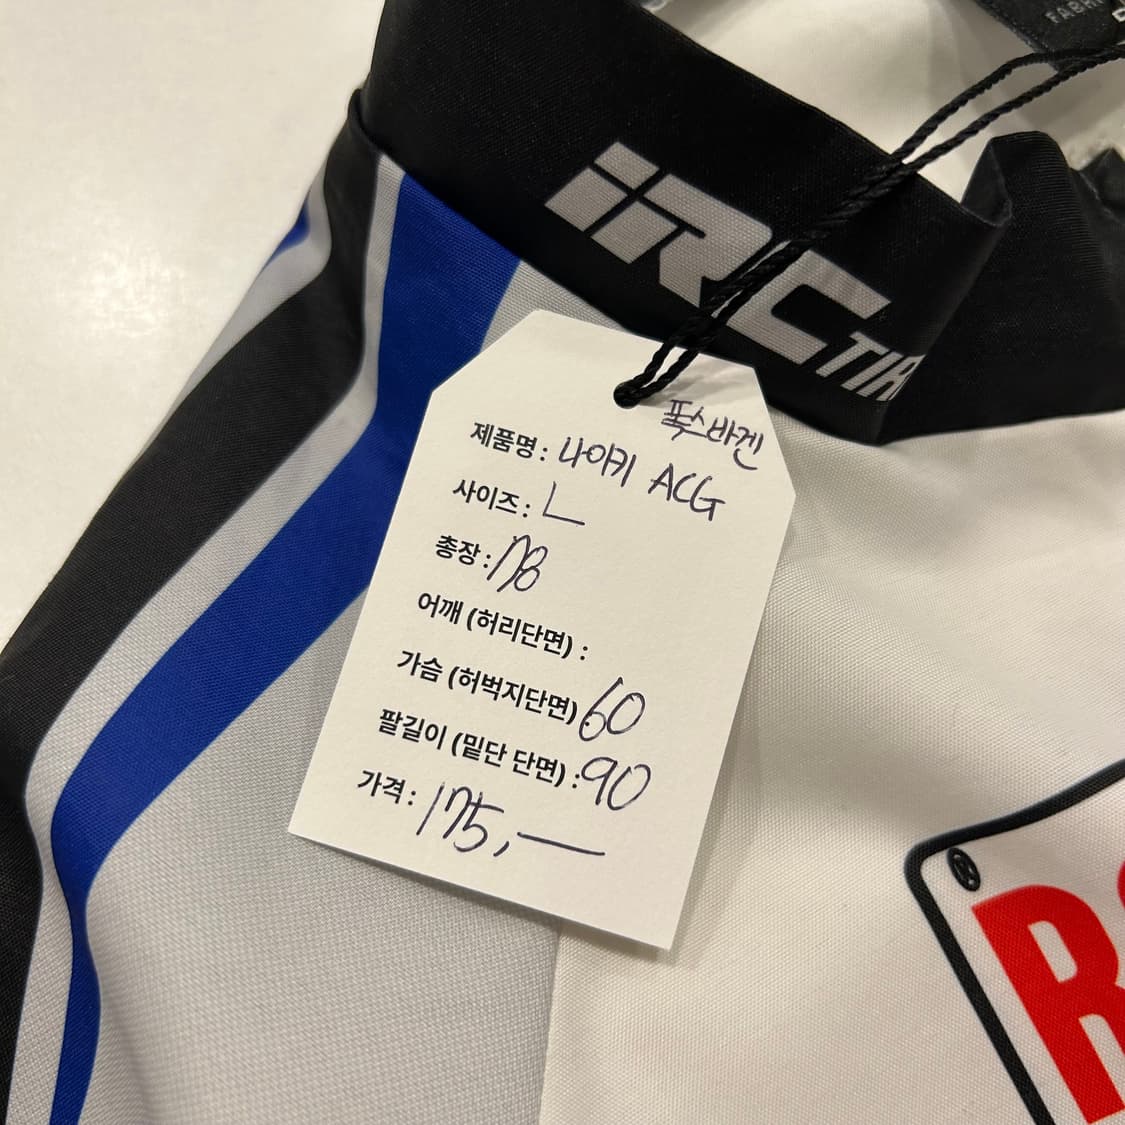 FABRI
iRC TIR
폭스바겐
제품명: 나이키 ACG
사이즈: L
총장: 78
어깨 (허리단면) :
가슴 (허벅지단면) 60
팔길이 (밑단 단면) : 90
가격: 175,—
®
R